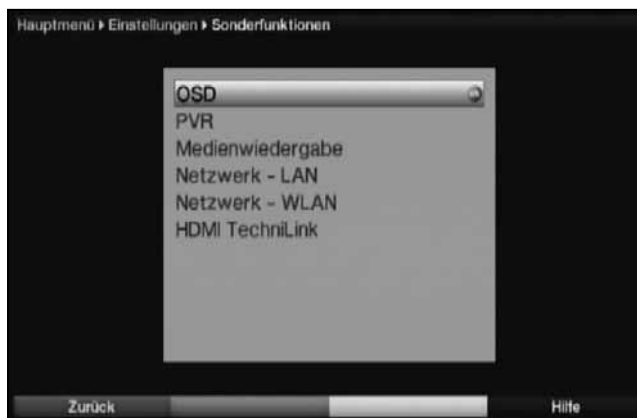 Hauptmenü ▸ Einstellungen ▸ Sonderfunktionen
OSD
PVR
Medienwiedergabe
Netzwerk - LAN
Netzwerk - WLAN
HDMI TechniLink
Zurück Hilfe